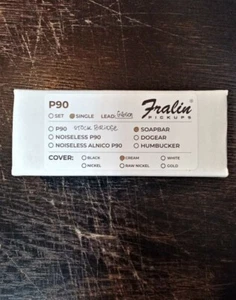 P90
Fralin
PICKUPS
SET SINGLE LEAD:
P90 STOCK BRIDGE SOAPBAR
NOISELESS P90 DOGEAR
NOISELESS ALNICO P90 HUMBUCKER
COVER: BLACK CREAM WHITE
NICKEL RAW NICKEL GOLD